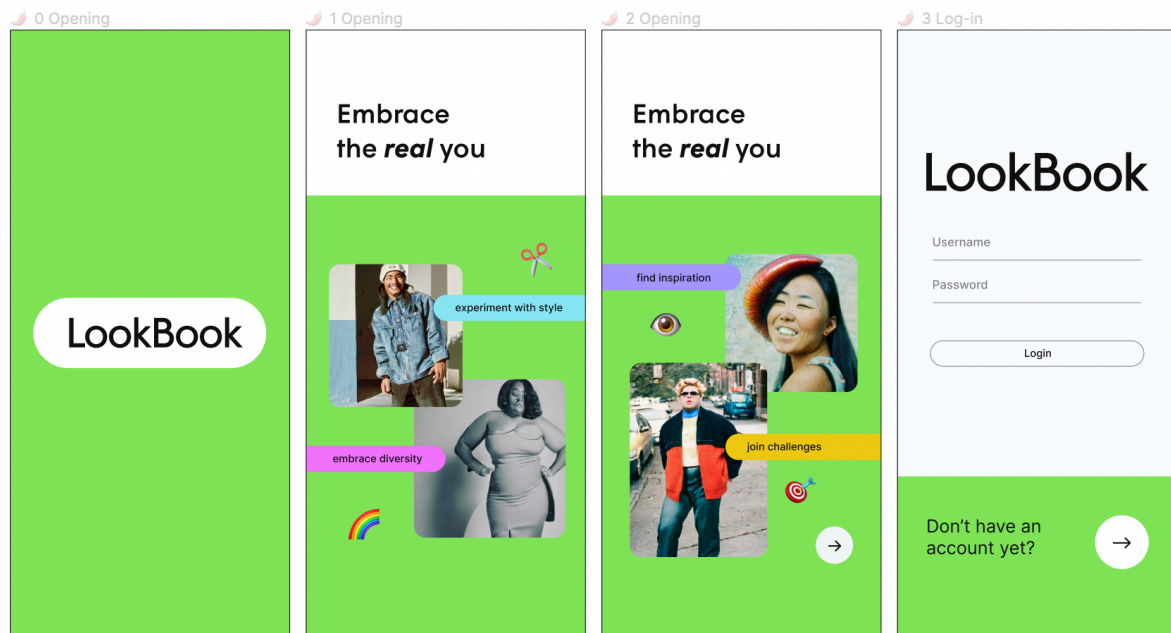 0 Opening
1 Opening
2 Opening
3 Log-in
LookBook
Embrace
the real you
experiment with style
embrace diversity
Embrace
the real you
find inspiration
join challenges
LookBook
Username
Password
Login
Don’t have an
account yet?